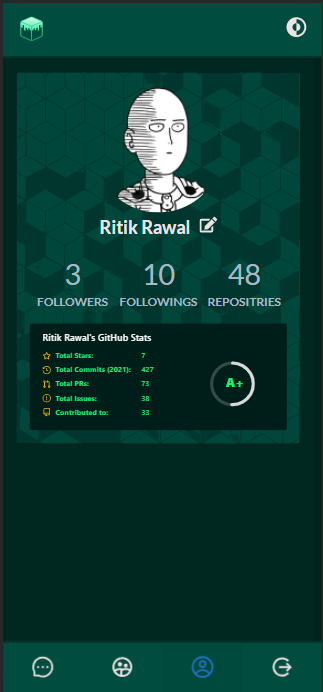 Ritik Rawal
3 10 48
FOLLOWERS FOLLOWINGS REPOSITRIES
Ritik Rawal's GitHub Stats
Total Stars: 7
Total Commits (2021): 427
Total PRs: 73
Total Issues: 38
Contributed to: 33
A+